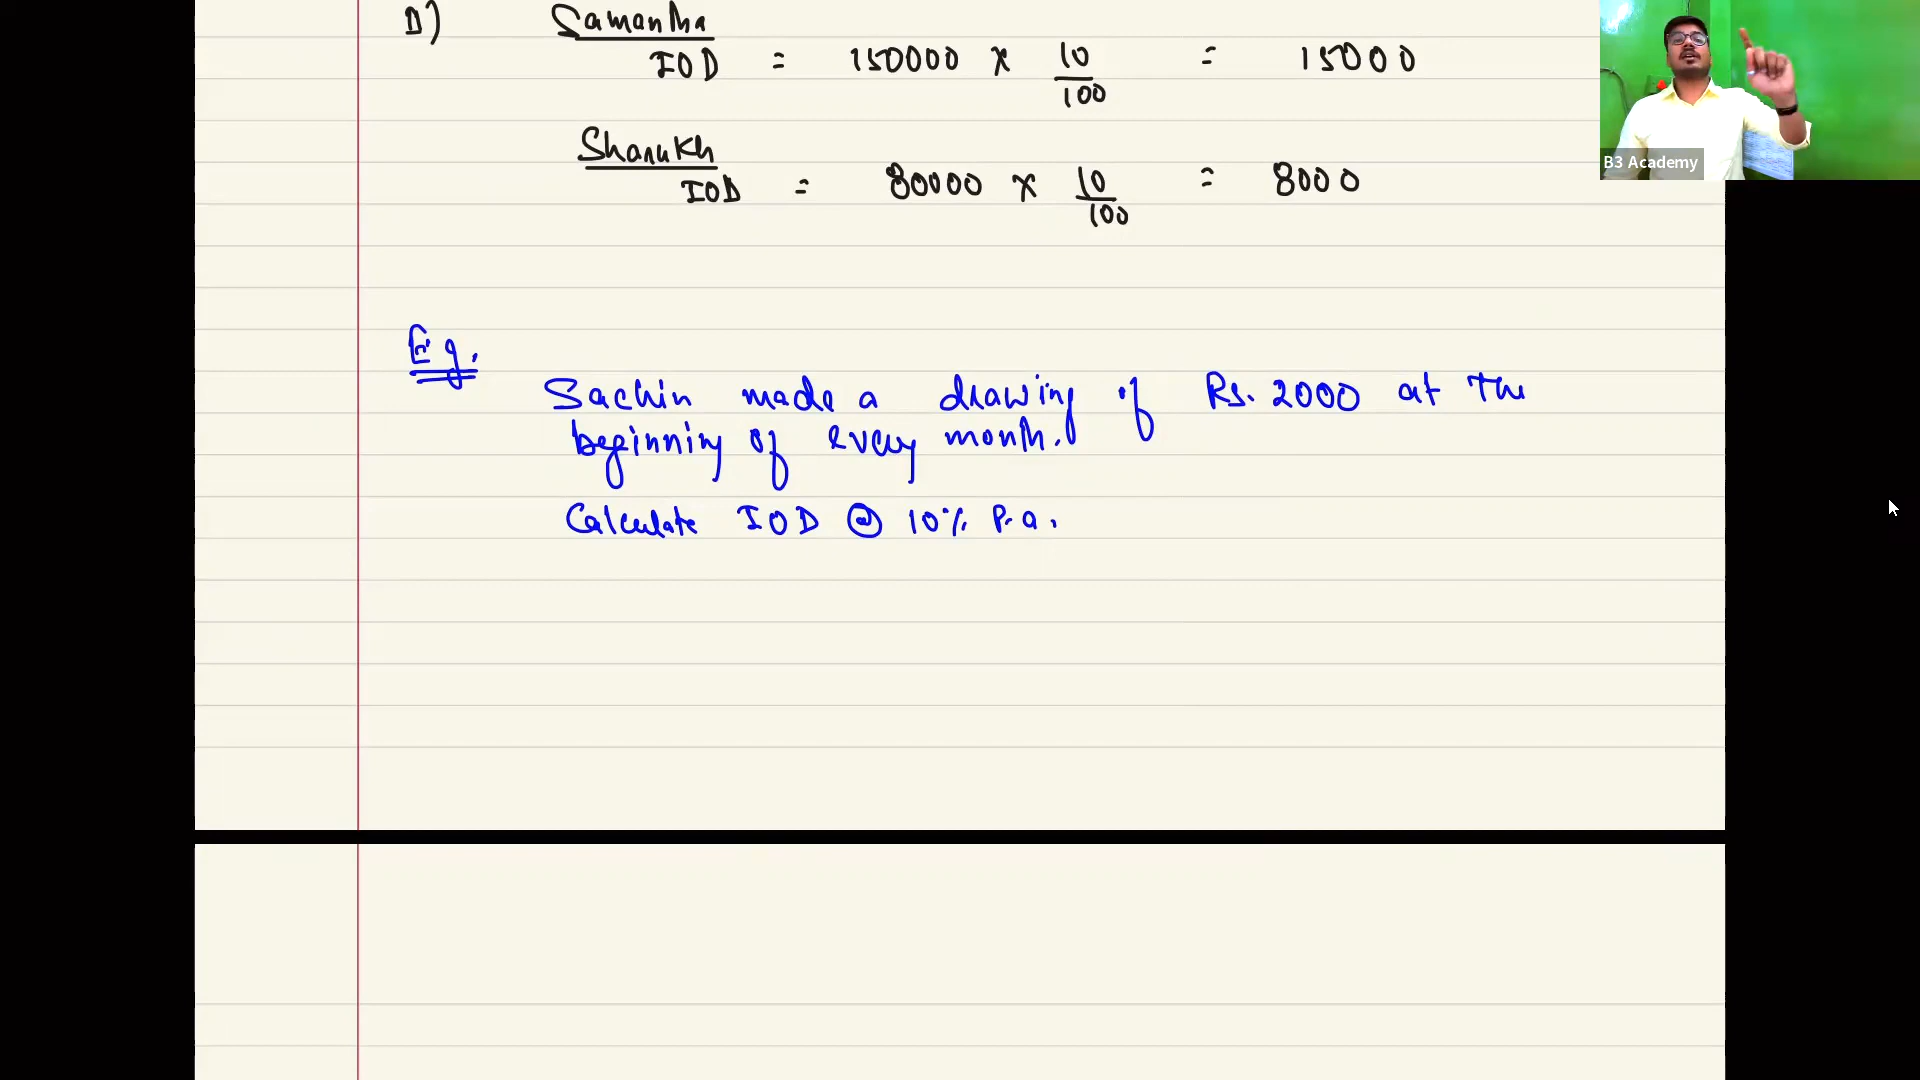 D) Samantha
IOD = 150000 x 10/100 = 15000
B3 Academy
Sharukh
IOD = 80000 x 10/100 = 8000
Eg.
Sachin made a drawing of Rs. 2000 at the
beginning of every month.
Calculate IOD @ 10% P.a.